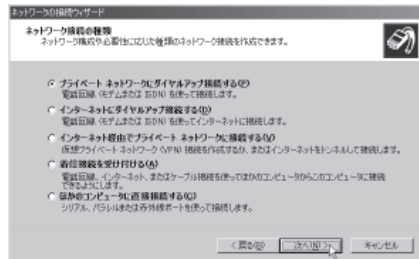 ネットワークの接続ウィザード
ネットワーク接続の種類
ネットワーク構成や必要性に応じた種類のネットワーク接続を作成できます。
プライベート ネットワークにダイヤルアップ接続する(P)
電話回線 (モデムまたは ISDN) を使って接続します。
インターネットにダイヤルアップ接続する(D)
電話回線 (モデムまたは ISDN) を使ってインターネットに接続します。
インターネット経由でプライベート ネットワークに接続する(V)
仮想プライベート ネットワーク (VPN) 接続を作成するか、またはインターネットをトンネルして接続します。
着信接続を受け付ける(A)
電話回線、インターネット、またはケーブル接続を使ってほかのコンピュータからこのコンピュータに接続
できるようにします。
ほかのコンピュータに直接接続する(C)
シリアル、パラレルまたは赤外線ポートを使って接続します。
< 戻る(B)
次へ(N) >
キャンセル